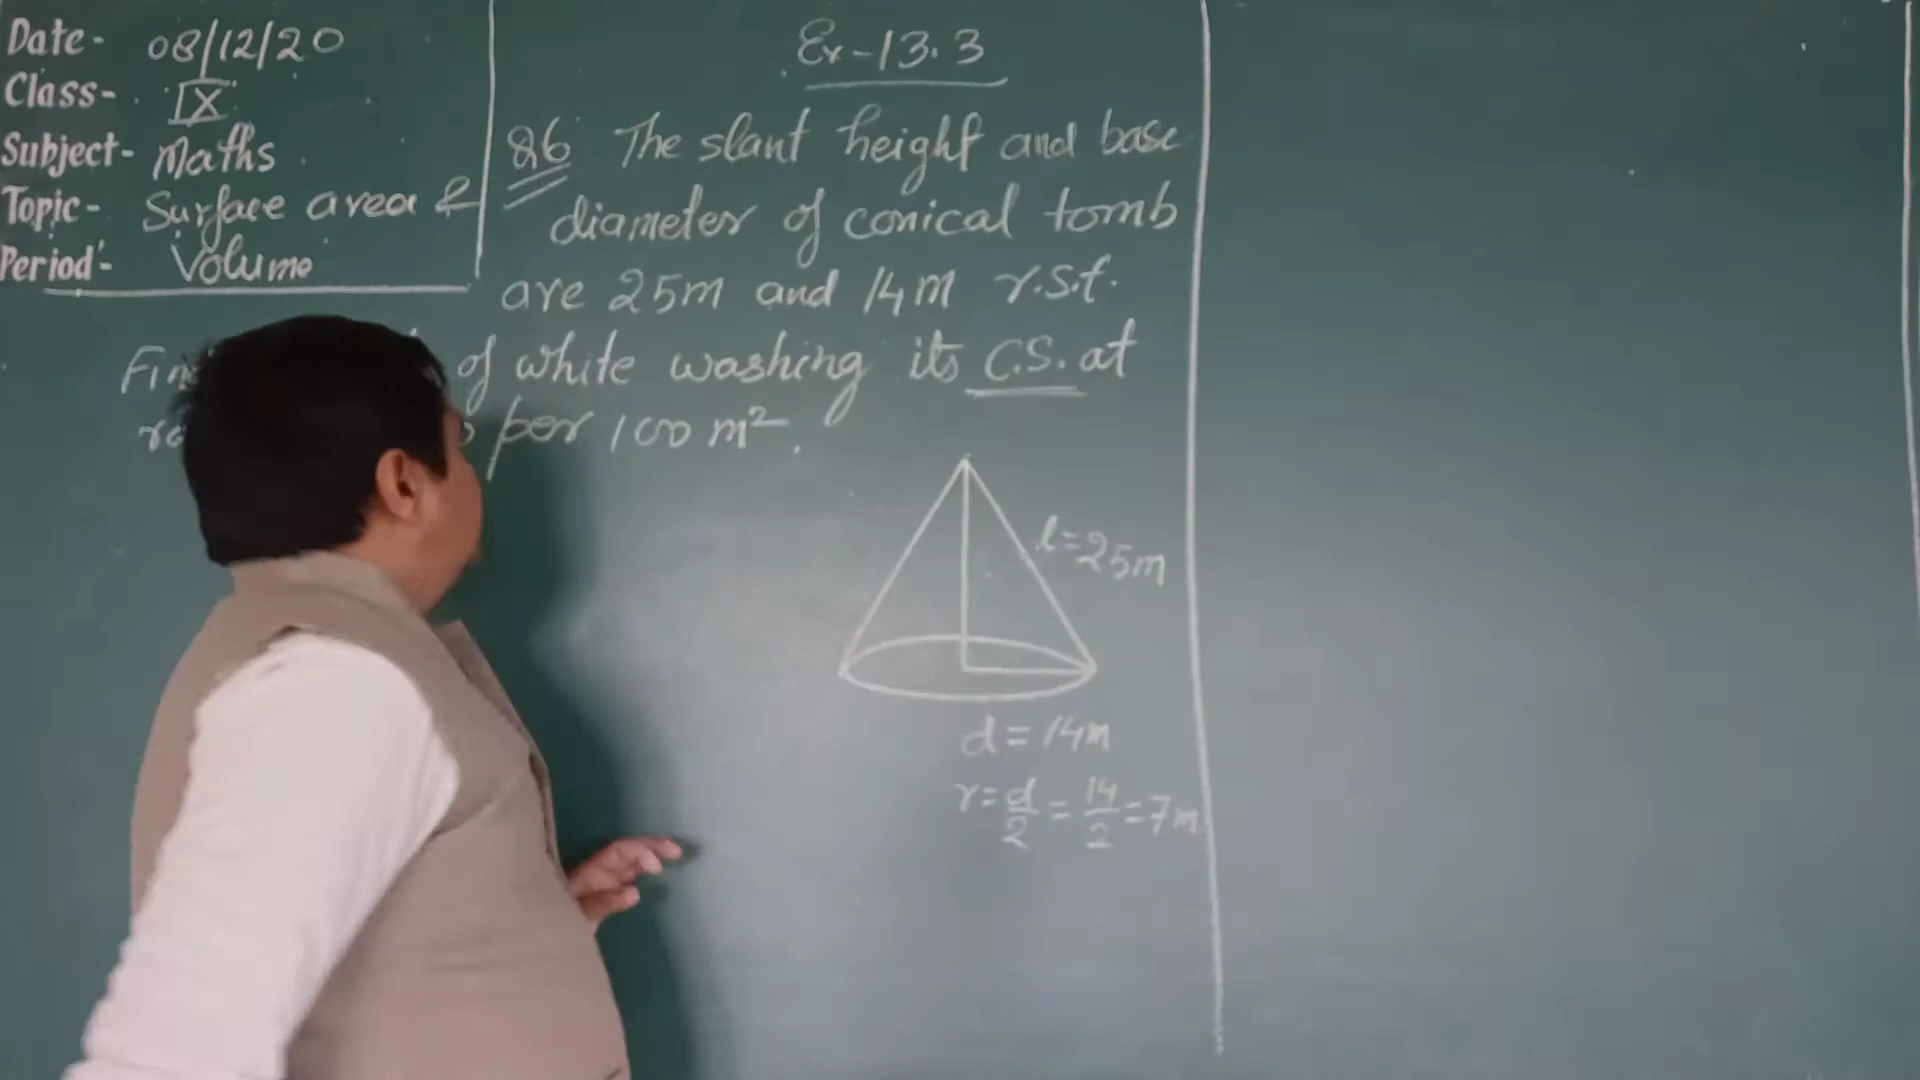 Date- 08/12/20
Class- IX
Subject- Maths
Topic- Surface area &
Period- Volume
Ex-13.3
Q6 The slant height and base
diameter of conical tomb
are 25m and 14m r.s.t.
of white washing its C.S. at
per 100 m².
l=25m
d = 14m
r = d/2 = 14/2 = 7m